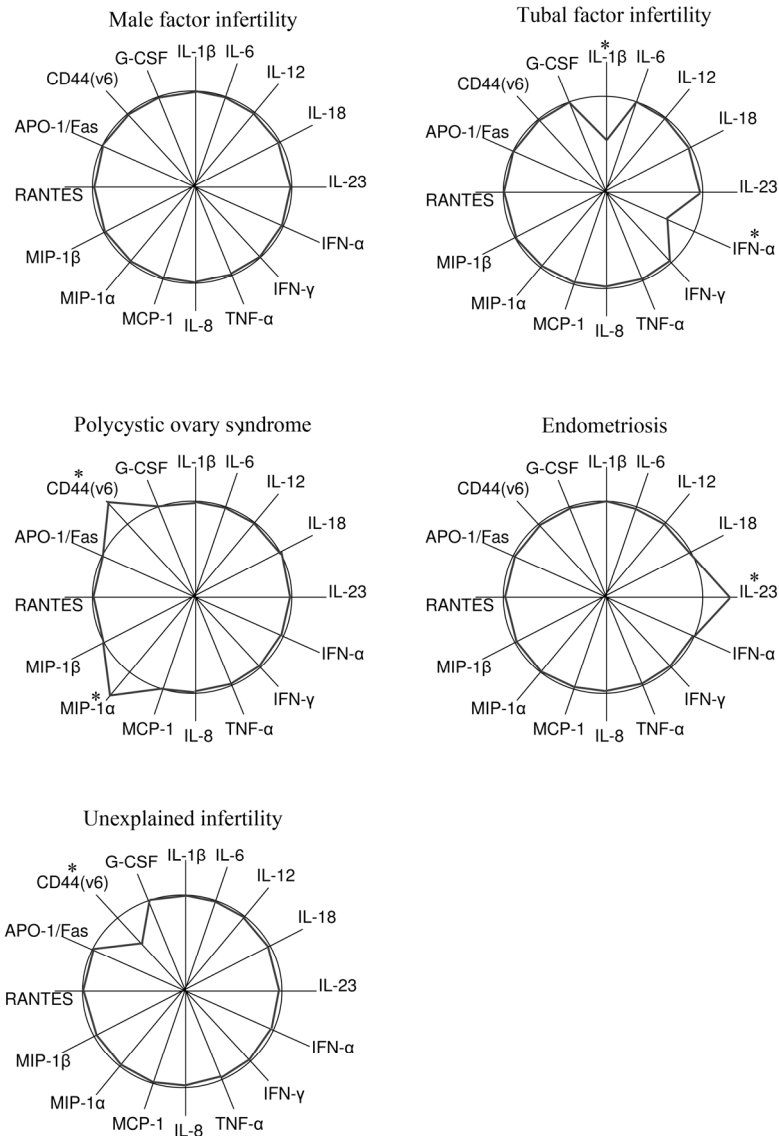 Male factor infertility
IL-1β
IL-6
G-CSF
IL-12
CD44(v6)
IL-18
APO-1/Fas
IL-23
RANTES
IFN-α
MIP-1β
IFN-γ
MIP-1α
TNF-α
MCP-1
IL-8
Tubal factor infertility
*
IL-1β
IL-6
G-CSF
IL-12
CD44(v6)
IL-18
APO-1/Fas
IL-23
RANTES
*
IFN-α
MIP-1β
IFN-γ
MIP-1α
TNF-α
MCP-1
IL-8
Polycystic ovary syndrome
IL-1β
IL-6
G-CSF
*
CD44(v6)
IL-12
IL-18
APO-1/Fas
IL-23
RANTES
IFN-α
MIP-1β
IFN-γ
*
MIP-1α
TNF-α
MCP-1
IL-8
Endometriosis
IL-1β
IL-6
G-CSF
IL-12
CD44(v6)
IL-18
APO-1/Fas
*
IL-23
RANTES
IFN-α
MIP-1β
IFN-γ
MIP-1α
TNF-α
MCP-1
IL-8
Unexplained infertility
IL-1β
IL-6
G-CSF
*
CD44(v6)
IL-12
IL-18
APO-1/Fas
IL-23
RANTES
IFN-α
MIP-1β
IFN-γ
MIP-1α
TNF-α
MCP-1
IL-8